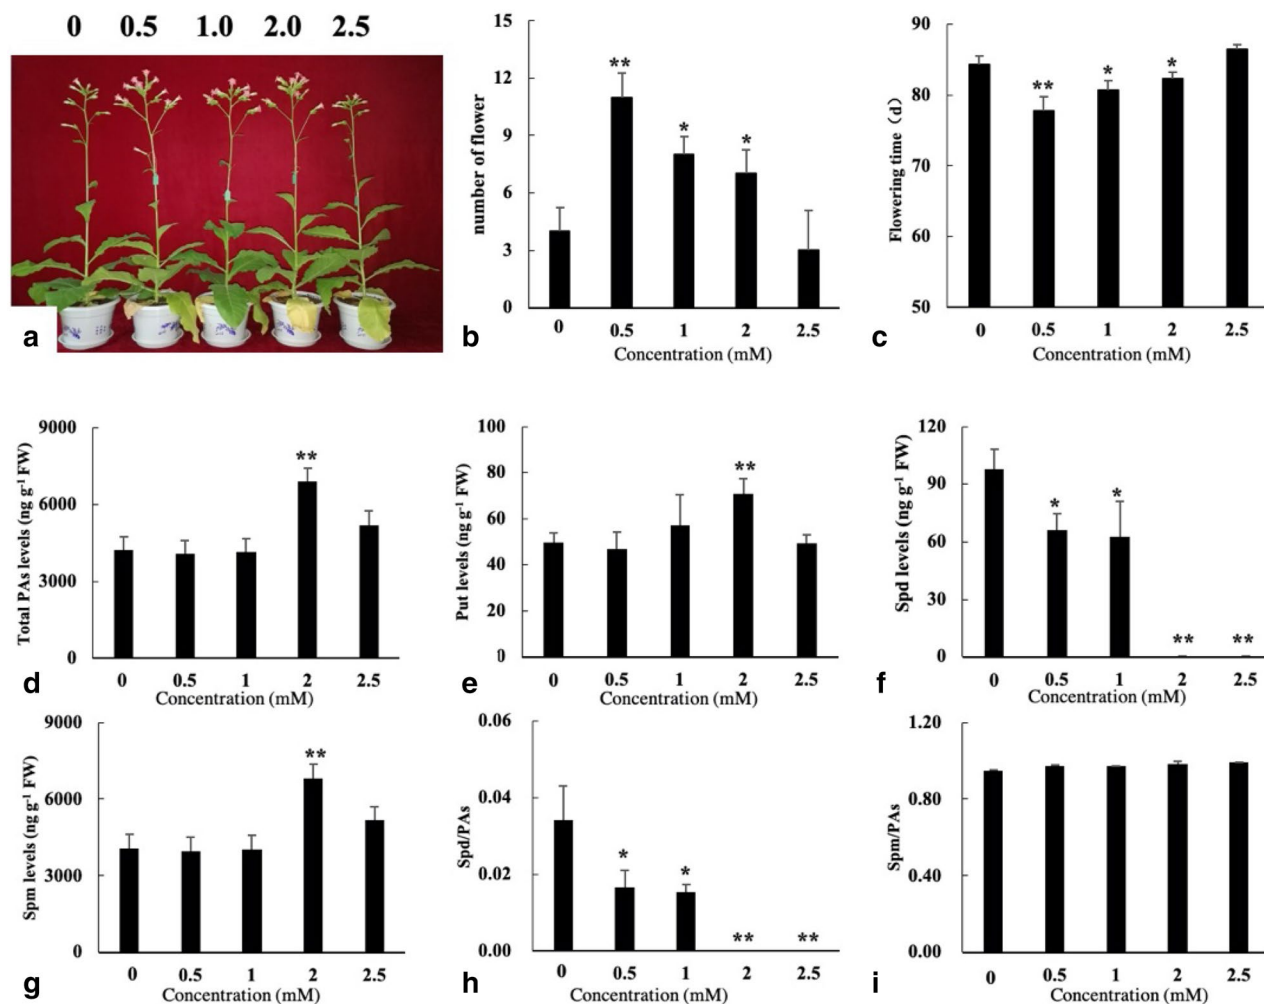 0 0.5 1.0 2.0 2.5
a
15
12
9
6
3
0
number of flower
** * *
0 0.5 1 2 2.5
Concentration (mM)
b
90
80
70
60
50
Flowering time (d)
** * *
0 0.5 1 2 2.5
Concentration (mM)
c
9000
6000
3000
0
Total PAs levels (ng g⁻¹ FW)
**
0 0.5 1 2 2.5
Concentration (mM)
d
100
80
60
40
20
0
Put levels (ng g⁻¹ FW)
**
0 0.5 1 2 2.5
Concentration (mM)
e
120
90
60
30
0
Spd levels (ng g⁻¹ FW)
* * ** **
0 0.5 1 2 2.5
Concentration (mM)
f
9000
6000
3000
0
Spm levels (ng g⁻¹ FW)
**
0 0.5 1 2 2.5
Concentration (mM)
g
0.06
0.04
0.02
0.00
Spd/PAs
* * ** **
0 0.5 1 2 2.5
Concentration (mM)
h
1.20
0.80
0.40
0.00
Spm/PAs
0 0.5 1 2 2.5
Concentration (mM)
i